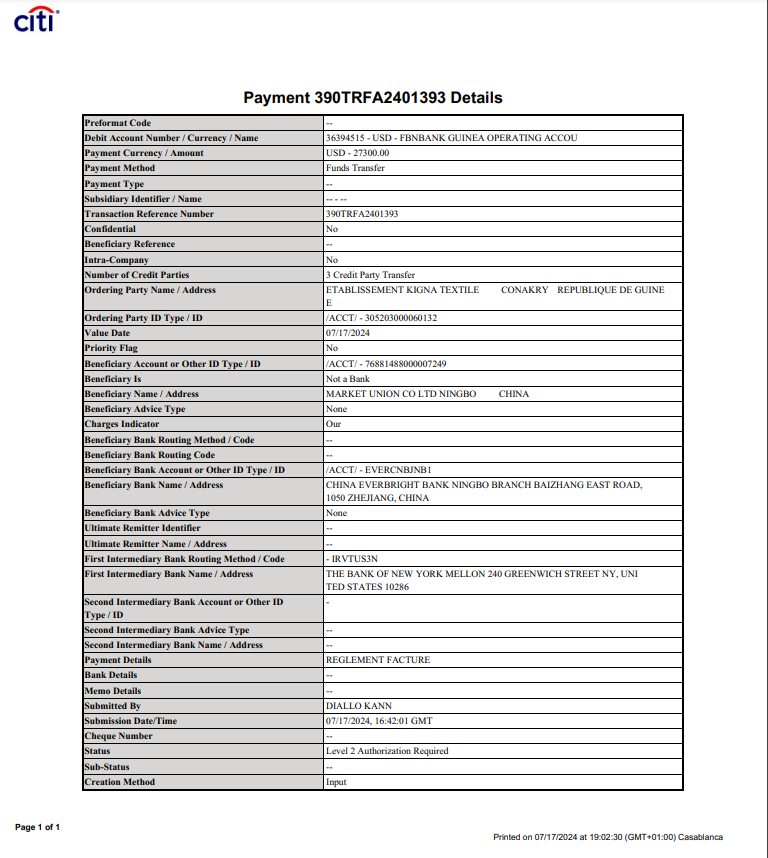 citi
Payment 390TRFA2401393 Details
Preformat Code --
Debit Account Number / Currency / Name 36394515 - USD - FBNBANK GUINEA OPERATING ACCOU
Payment Currency / Amount USD - 27300.00
Payment Method Funds Transfer
Payment Type --
Subsidiary Identifier / Name -- - --
Transaction Reference Number 390TRFA2401393
Confidential No
Beneficiary Reference --
Intra-Company No
Number of Credit Parties 3 Credit Party Transfer
Ordering Party Name / Address ETABLISSEMENT KIGNA TEXTILE CONAKRY REPUBLIQUE DE GUINE
E
Ordering Party ID Type / ID /ACCT/ - 305203000060132
Value Date 07/17/2024
Priority Flag No
Beneficiary Account or Other ID Type / ID /ACCT/ - 76881488000007249
Beneficiary Is Not a Bank
Beneficiary Name / Address MARKET UNION CO LTD NINGBO CHINA
Beneficiary Advice Type None
Charges Indicator Our
Beneficiary Bank Routing Method / Code --
Beneficiary Bank Routing Code --
Beneficiary Bank Account or Other ID Type / ID /ACCT/ - EVERCNBJNB1
Beneficiary Bank Name / Address CHINA EVERBRIGHT BANK NINGBO BRANCH BAIZHANG EAST ROAD,
1050 ZHEJIANG, CHINA
Beneficiary Bank Advice Type None
Ultimate Remitter Identifier --
Ultimate Remitter Name / Address --
First Intermediary Bank Routing Method / Code - IRVTUS3N
First Intermediary Bank Name / Address THE BANK OF NEW YORK MELLON 240 GREENWICH STREET NY, UNI
TED STATES 10286
Second Intermediary Bank Account or Other ID -
Type / ID
Second Intermediary Bank Advice Type --
Second Intermediary Bank Name / Address --
Payment Details REGLEMENT FACTURE
Bank Details --
Memo Details --
Submitted By DIALLO KANN
Submission Date/Time 07/17/2024, 16:42:01 GMT
Cheque Number --
Status Level 2 Authorization Required
Sub-Status --
Creation Method Input
Page 1 of 1
Printed on 07/17/2024 at 19:02:30 (GMT+01:00) Casablanca